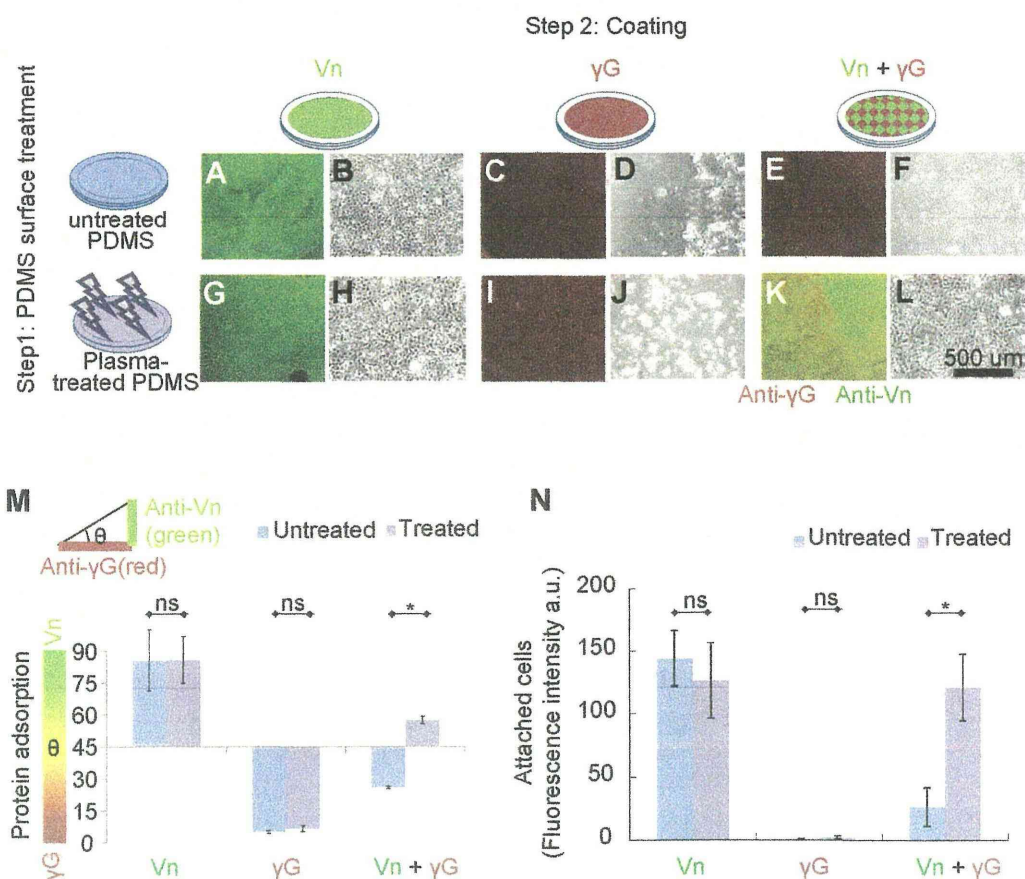 Step 2: Coating
Vn
γG
Vn + γG
Step1: PDMS surface treatment
untreated
PDMS
A
B
C
D
E
F
Plasma-
treated PDMS
G
H
I
J
K
L
500 um
Anti-γG Anti-Vn
M
Anti-Vn
(green)
θ
Anti-γG(red)
Untreated Treated
ns
ns
*
Protein adsorption
Vn
θ
γG
90
75
60
45
30
15
0
Vn
γG
Vn + γG
N
Untreated Treated
ns
ns
*
Attached cells
(Fluorescence intensity a.u.)
200
150
100
50
0
Vn
γG
Vn + γG